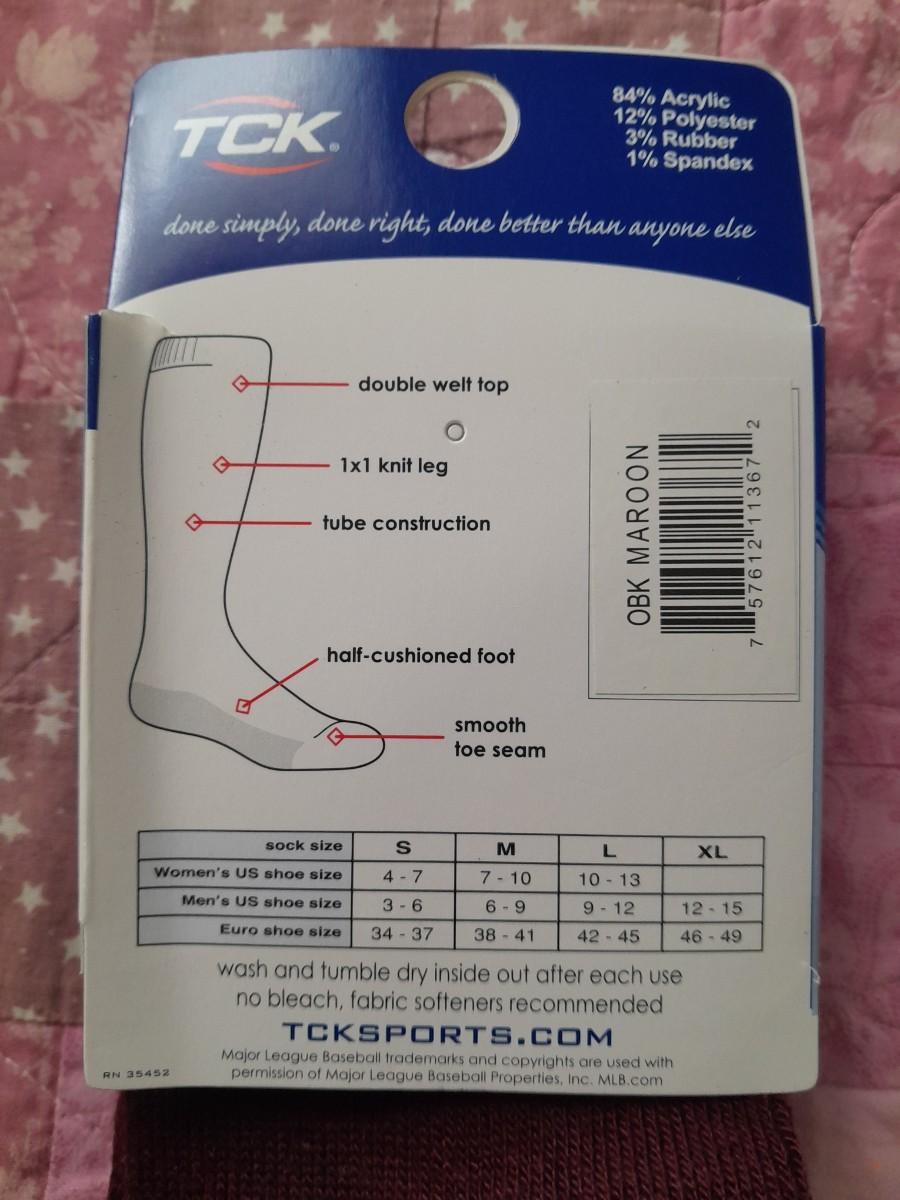 TCK®
84% Acrylic
12% Polyester
3% Rubber
1% Spandex
done simply, done right, done better than anyone else
double welt top
1x1 knit leg
tube construction
half-cushioned foot
smooth
toe seam
OBK MAROON
7 57612 11367 2
sock size S M L XL
Women's US shoe size 4 - 7 7 - 10 10 - 13
Men's US shoe size 3 - 6 6 - 9 9 - 12 12 - 15
Euro shoe size 34 - 37 38 - 41 42 - 45 46 - 49
wash and tumble dry inside out after each use
no bleach, fabric softeners recommended
TCKSPORTS.COM
Major League Baseball trademarks and copyrights are used with
permission of Major League Baseball Properties, Inc. MLB.com
RN 35452